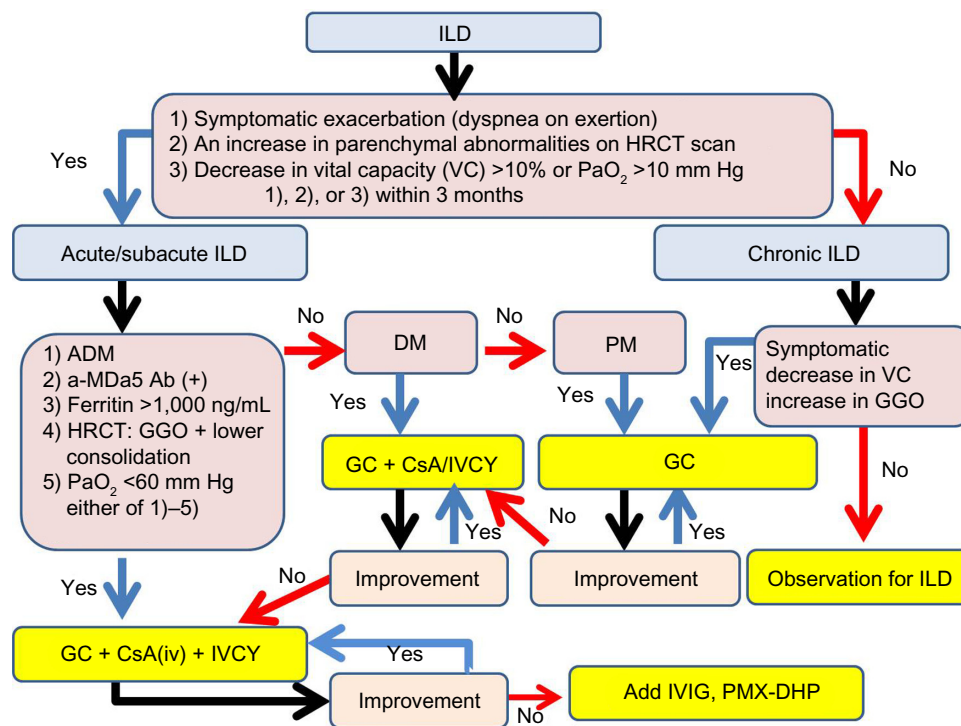 ILD
1) Symptomatic exacerbation (dyspnea on exertion)
2) An increase in parenchymal abnormalities on HRCT scan
3) Decrease in vital capacity (VC) >10% or PaO₂ >10 mm Hg
1), 2), or 3) within 3 months
Yes
No
Acute/subacute ILD
Chronic ILD
1) ADM
2) a-MDa5 Ab (+)
3) Ferritin >1,000 ng/mL
4) HRCT: GGO + lower
consolidation
5) PaO₂ <60 mm Hg
either of 1)–5)
No
DM
No
PM
Yes
Symptomatic
decrease in VC
increase in GGO
Yes
Yes
GC + CsA/IVCY
GC
No
Yes
No
Yes
Improvement
Improvement
Observation for ILD
Yes
No
GC + CsA(iv) + IVCY
Yes
Improvement
No
Add IVIG, PMX-DHP